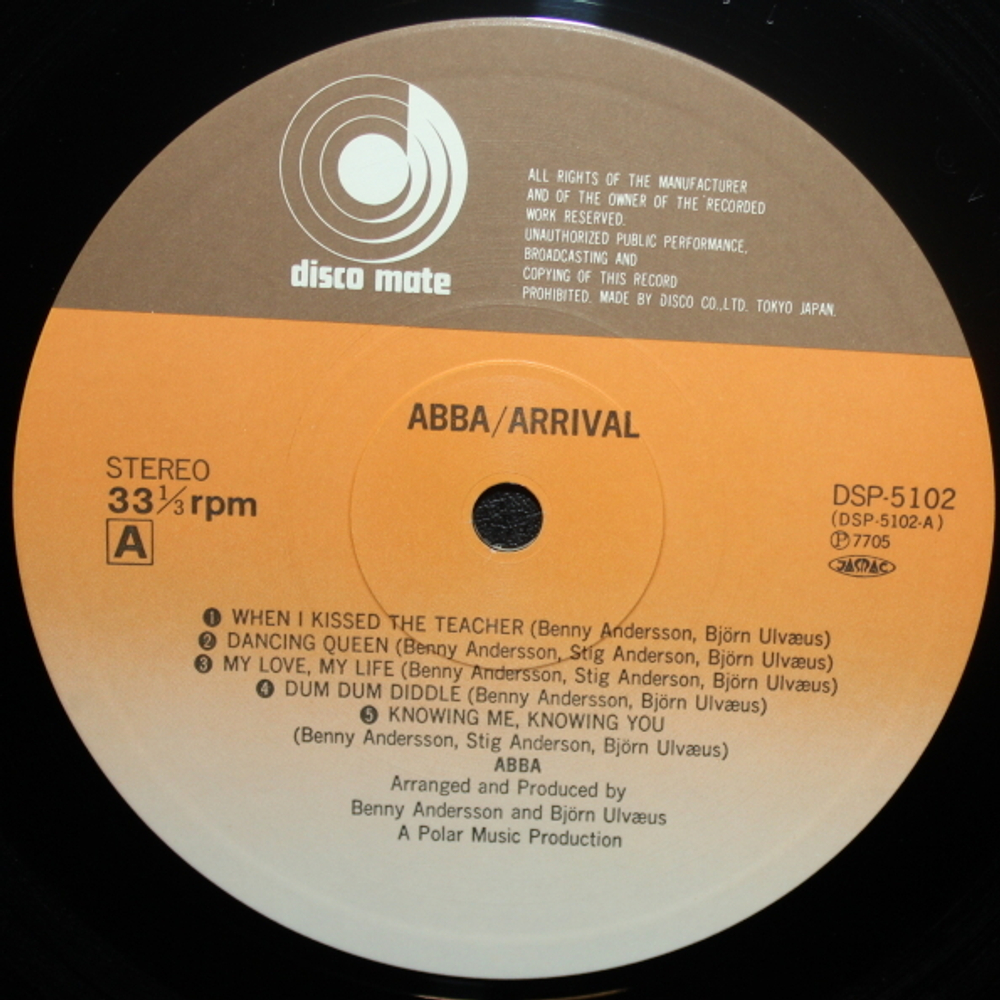 disco mate
ALL RIGHTS OF THE MANUFACTURER
AND OF THE OWNER OF THE RECORDED
WORK RESERVED.
UNAUTHORIZED PUBLIC PERFORMANCE,
BROADCASTING AND
COPYING OF THIS RECORD
PROHIBITED. MADE BY DISCO CO.,LTD. TOKYO JAPAN.
ABBA/ARRIVAL
STEREO
33 1/3 rpm
A
DSP-5102
(DSP-5102-A)
Ⓟ7705
JASRAC
❶ WHEN I KISSED THE TEACHER (Benny Andersson, Björn Ulvæus)
❷ DANCING QUEEN (Benny Andersson, Stig Anderson, Björn Ulvæus)
❸ MY LOVE, MY LIFE (Benny Andersson, Stig Anderson, Björn Ulvæus)
❹ DUM DUM DIDDLE (Benny Andersson, Björn Ulvæus)
❺ KNOWING ME, KNOWING YOU
(Benny Andersson, Stig Anderson, Björn Ulvæus)
ABBA
Arranged and Produced by
Benny Andersson and Björn Ulvæus
A Polar Music Production